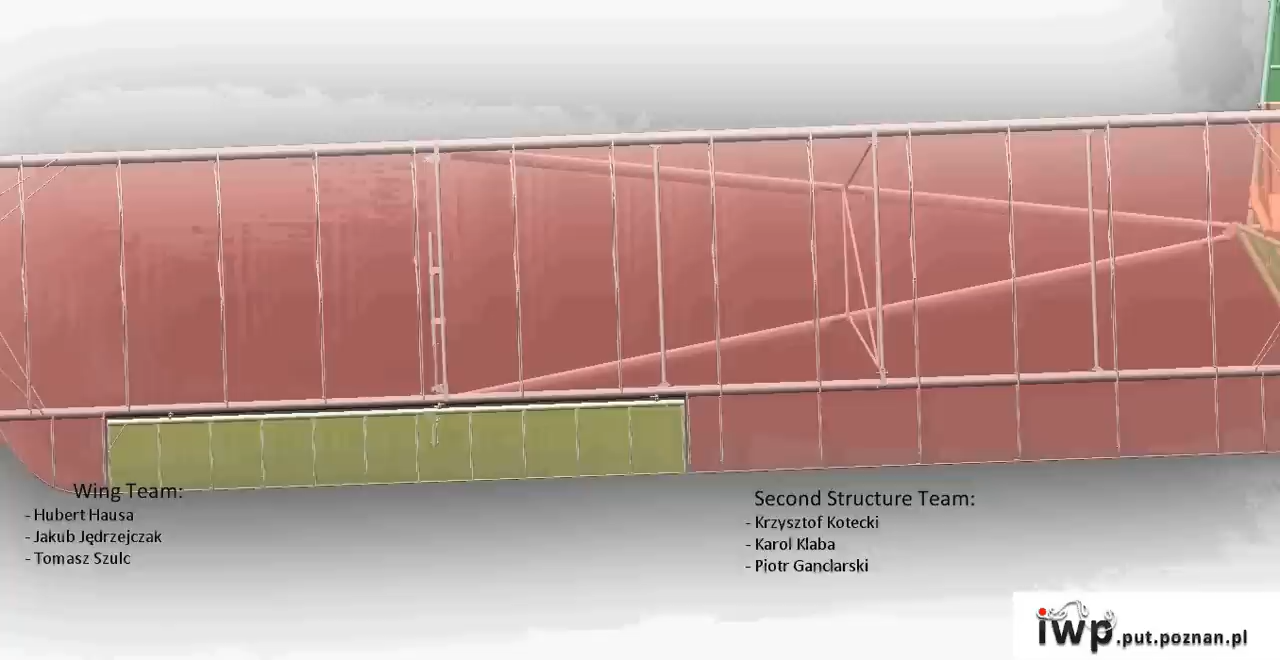 Wing Team:
- Hubert Hausa
- Jakub Jędrzejczak
- Tomasz Szulc
Second Structure Team:
- Krzysztof Kotecki
- Karol Klaba
- Piotr Ganclarski
iwp.put.poznan.pl